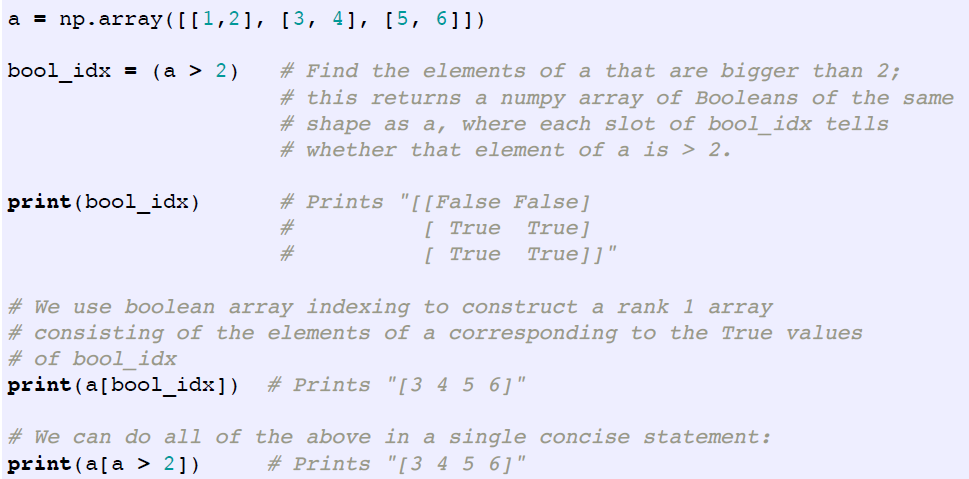 a = np.array([[1,2], [3, 4], [5, 6]])
bool_idx = (a > 2)   # Find the elements of a that are bigger than 2;
# this returns a numpy array of Booleans of the same
# shape as a, where each slot of bool_idx tells
# whether that element of a is > 2.
print(bool_idx)      # Prints "[[False False]
#          [ True  True]
#          [ True  True]]"
# We use boolean array indexing to construct a rank 1 array
# consisting of the elements of a corresponding to the True values
# of bool_idx
print(a[bool_idx])  # Prints "[3 4 5 6]"
# We can do all of the above in a single concise statement:
print(a[a > 2])     # Prints "[3 4 5 6]"